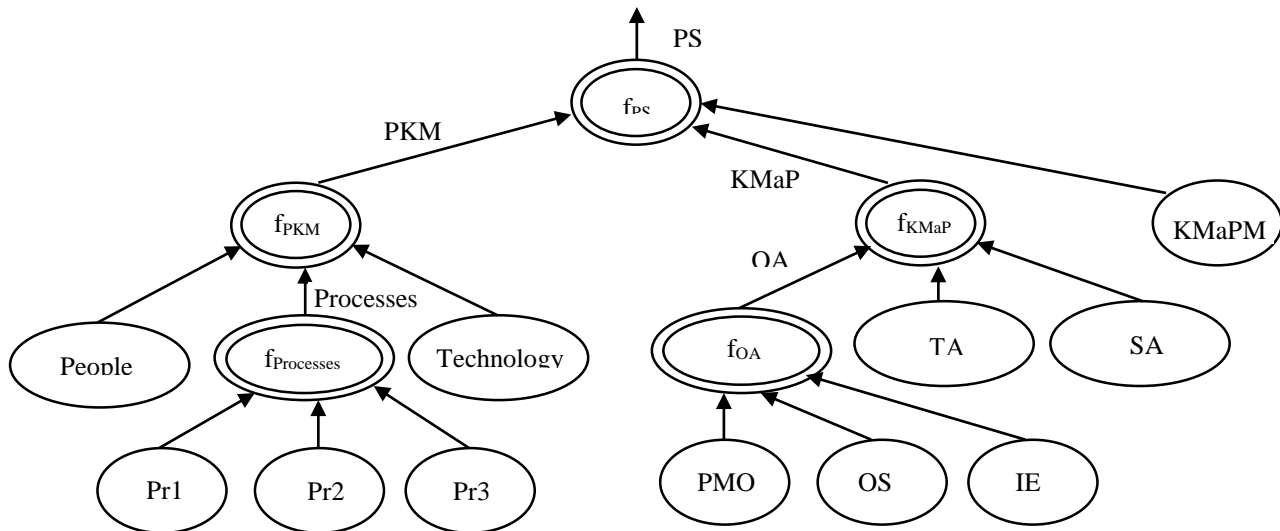 PS
fPS
PKM
KMaP
fPKM
fKMaP
KMaPM
OA
Processes
People
fProcesses
Technology
fOA
TA
SA
Pr1
Pr2
Pr3
PMO
OS
IE